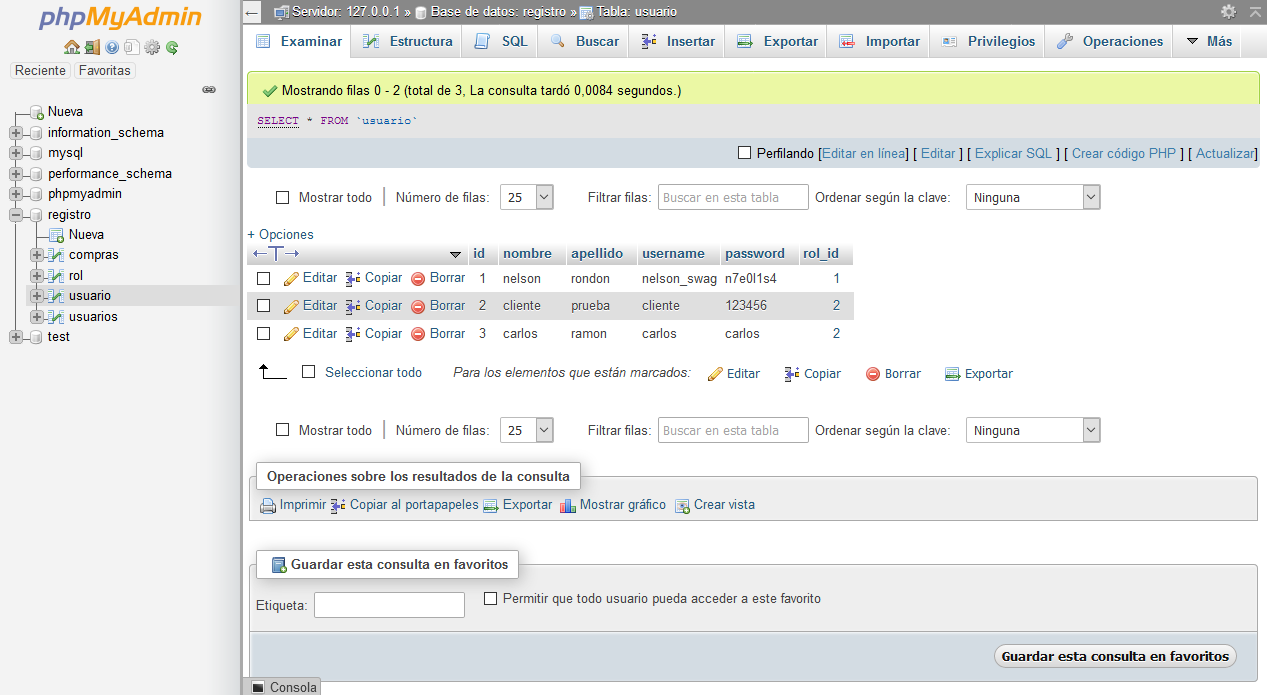 phpMyAdmin
Reciente Favoritas
Nueva
information_schema
mysql
performance_schema
phpmyadmin
registro
Nueva
compras
rol
usuario
usuarios
test
Servidor: 127.0.0.1 » Base de datos: registro » Tabla: usuario
Examinar Estructura SQL Buscar Insertar Exportar Importar Privilegios Operaciones Más
Mostrando filas 0 - 2 (total de 3, La consulta tardó 0,0084 segundos.)
SELECT * FROM `usuario`
Perfilando [Editar en línea] [ Editar ] [ Explicar SQL ] [ Crear código PHP ] [ Actualizar]
Mostrar todo Número de filas: 25 Filtrar filas: Buscar en esta tabla Ordenar según la clave: Ninguna
+ Opciones
←T→ id nombre apellido username password rol_id
Editar Copiar Borrar 1 nelson rondon nelson_swag n7e0l1s4 1
Editar Copiar Borrar 2 cliente prueba cliente 123456 2
Editar Copiar Borrar 3 carlos ramon carlos carlos 2
Seleccionar todo Para los elementos que están marcados: Editar Copiar Borrar Exportar
Mostrar todo Número de filas: 25 Filtrar filas: Buscar en esta tabla Ordenar según la clave: Ninguna
Operaciones sobre los resultados de la consulta
Imprimir Copiar al portapapeles Exportar Mostrar gráfico Crear vista
Guardar esta consulta en favoritos
Etiqueta: Permitir que todo usuario pueda acceder a este favorito
Guardar esta consulta en favoritos
Consola